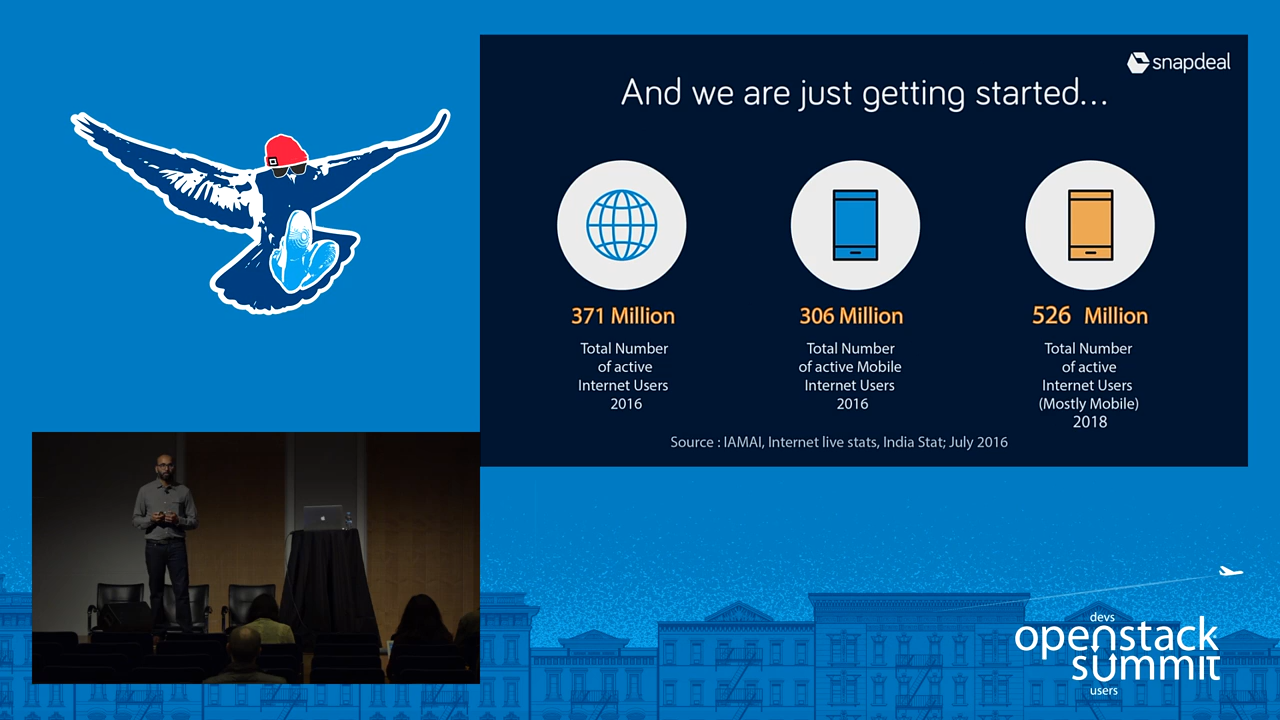 snapdeal
And we are just getting started...
371 Million
Total Number
of active
Internet Users
2016
306 Million
Total Number
of active Mobile
Internet Users
2016
526 Million
Total Number
of active
Internet Users
(Mostly Mobile)
2018
Source : IAMAI, Internet live stats, India Stat; July 2016
devs
openstack
summit
users